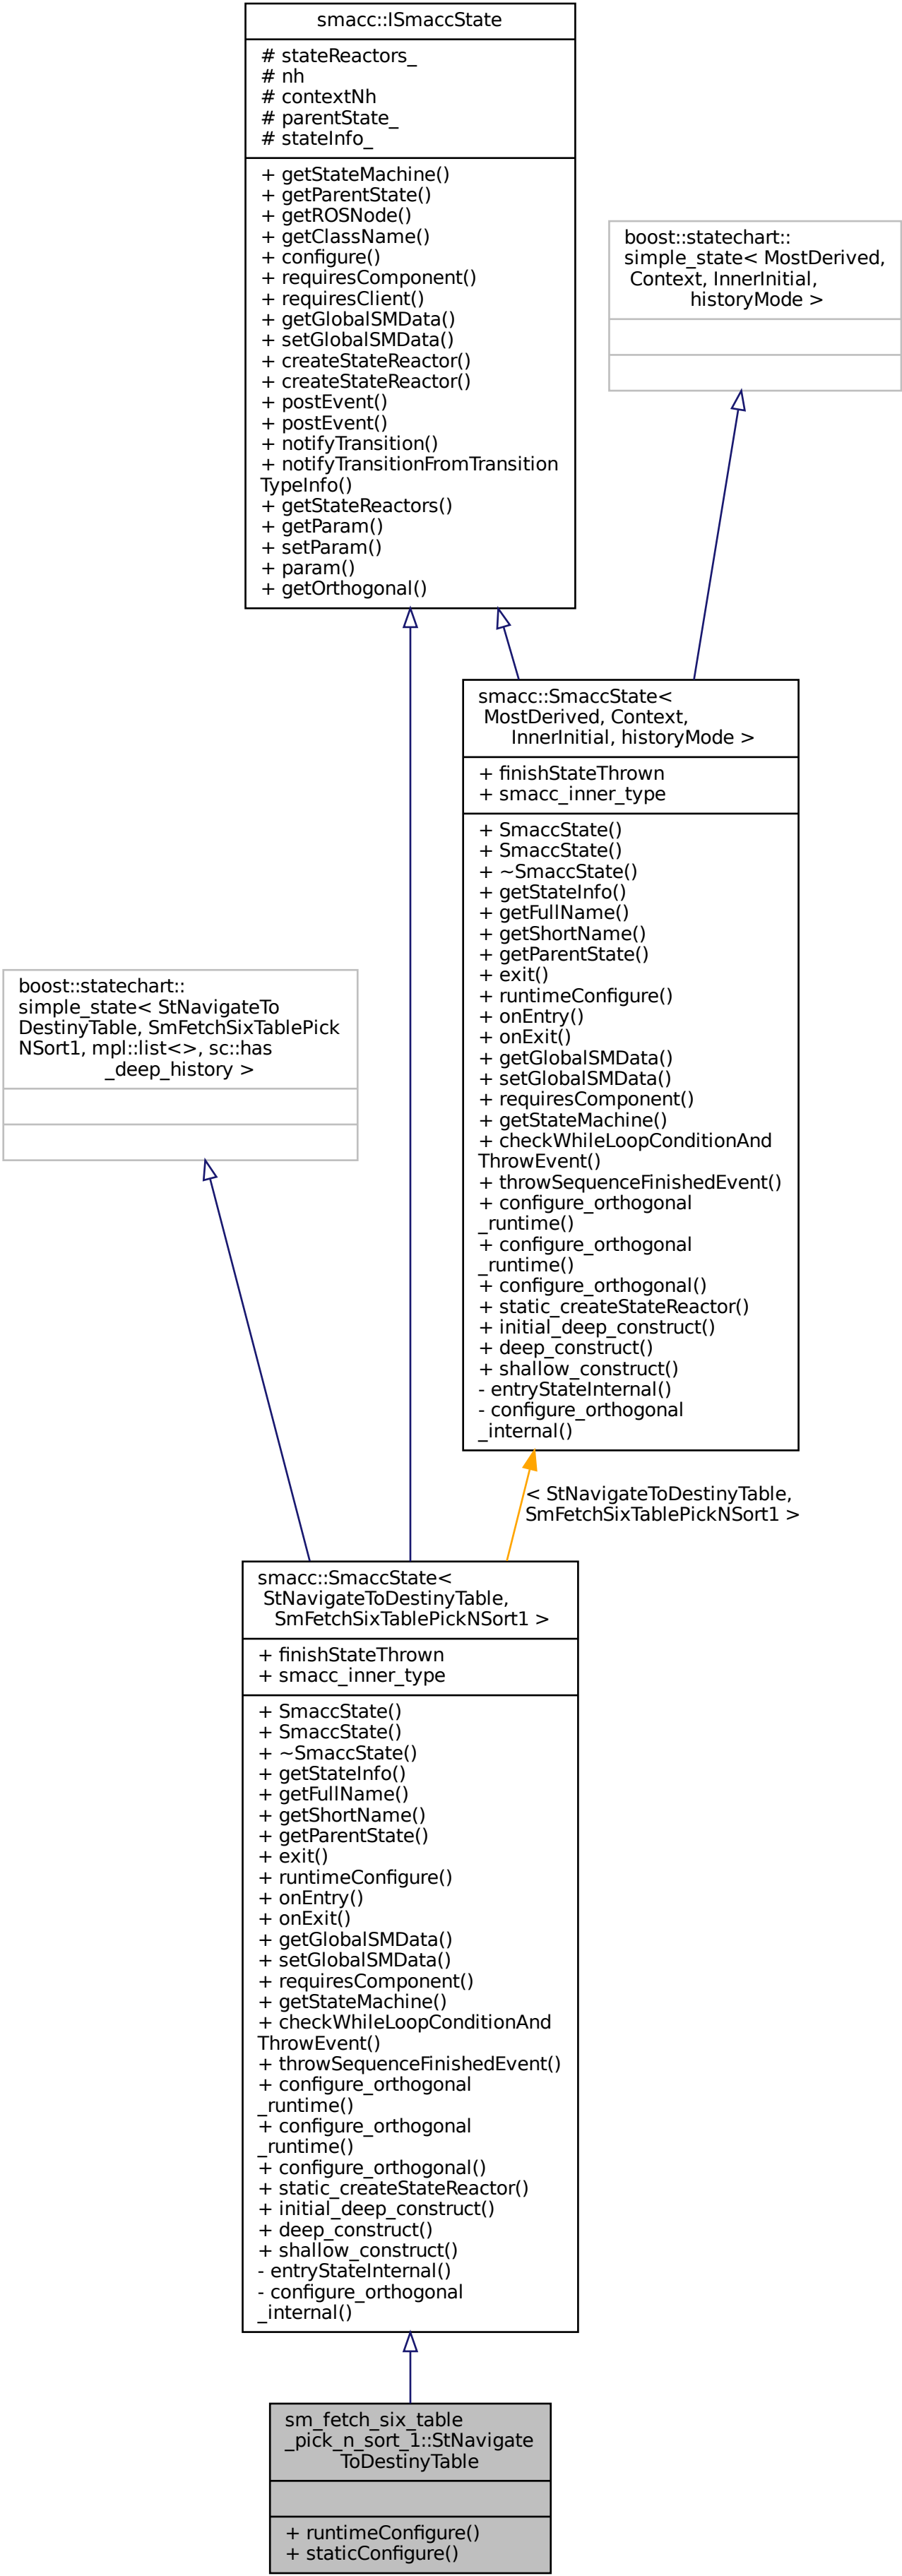 smacc::ISmaccState
# stateReactors_
# nh
# contextNh
# parentState_
# stateInfo_
+ getStateMachine()
+ getParentState()
+ getROSNode()
+ getClassName()
+ configure()
+ requiresComponent()
+ requiresClient()
+ getGlobalSMData()
+ setGlobalSMData()
+ createStateReactor()
+ createStateReactor()
+ postEvent()
+ postEvent()
+ notifyTransition()
+ notifyTransitionFromTransition
TypeInfo()
+ getStateReactors()
+ getParam()
+ setParam()
+ param()
+ getOrthogonal()
boost::statechart::
simple_state< MostDerived,
Context, InnerInitial,
historyMode >
smacc::SmaccState<
MostDerived, Context,
InnerInitial, historyMode >
+ finishStateThrown
+ smacc_inner_type
+ SmaccState()
+ SmaccState()
+ ~SmaccState()
+ getStateInfo()
+ getFullName()
+ getShortName()
+ getParentState()
+ exit()
+ runtimeConfigure()
+ onEntry()
+ onExit()
+ getGlobalSMData()
+ setGlobalSMData()
+ requiresComponent()
+ getStateMachine()
+ checkWhileLoopConditionAnd
ThrowEvent()
+ throwSequenceFinishedEvent()
+ configure_orthogonal
_runtime()
+ configure_orthogonal
_runtime()
+ configure_orthogonal()
+ static_createStateReactor()
+ initial_deep_construct()
+ deep_construct()
+ shallow_construct()
- entryStateInternal()
- configure_orthogonal
_internal()
boost::statechart::
simple_state< StNavigateTo
DestinyTable, SmFetchSixTablePick
NSort1, mpl::list<>, sc::has
_deep_history >
< StNavigateToDestinyTable,
SmFetchSixTablePickNSort1 >
smacc::SmaccState<
StNavigateToDestinyTable,
SmFetchSixTablePickNSort1 >
+ finishStateThrown
+ smacc_inner_type
+ SmaccState()
+ SmaccState()
+ ~SmaccState()
+ getStateInfo()
+ getFullName()
+ getShortName()
+ getParentState()
+ exit()
+ runtimeConfigure()
+ onEntry()
+ onExit()
+ getGlobalSMData()
+ setGlobalSMData()
+ requiresComponent()
+ getStateMachine()
+ checkWhileLoopConditionAnd
ThrowEvent()
+ throwSequenceFinishedEvent()
+ configure_orthogonal
_runtime()
+ configure_orthogonal
_runtime()
+ configure_orthogonal()
+ static_createStateReactor()
+ initial_deep_construct()
+ deep_construct()
+ shallow_construct()
- entryStateInternal()
- configure_orthogonal
_internal()
sm_fetch_six_table
_pick_n_sort_1::StNavigate
ToDestinyTable
+ runtimeConfigure()
+ staticConfigure()